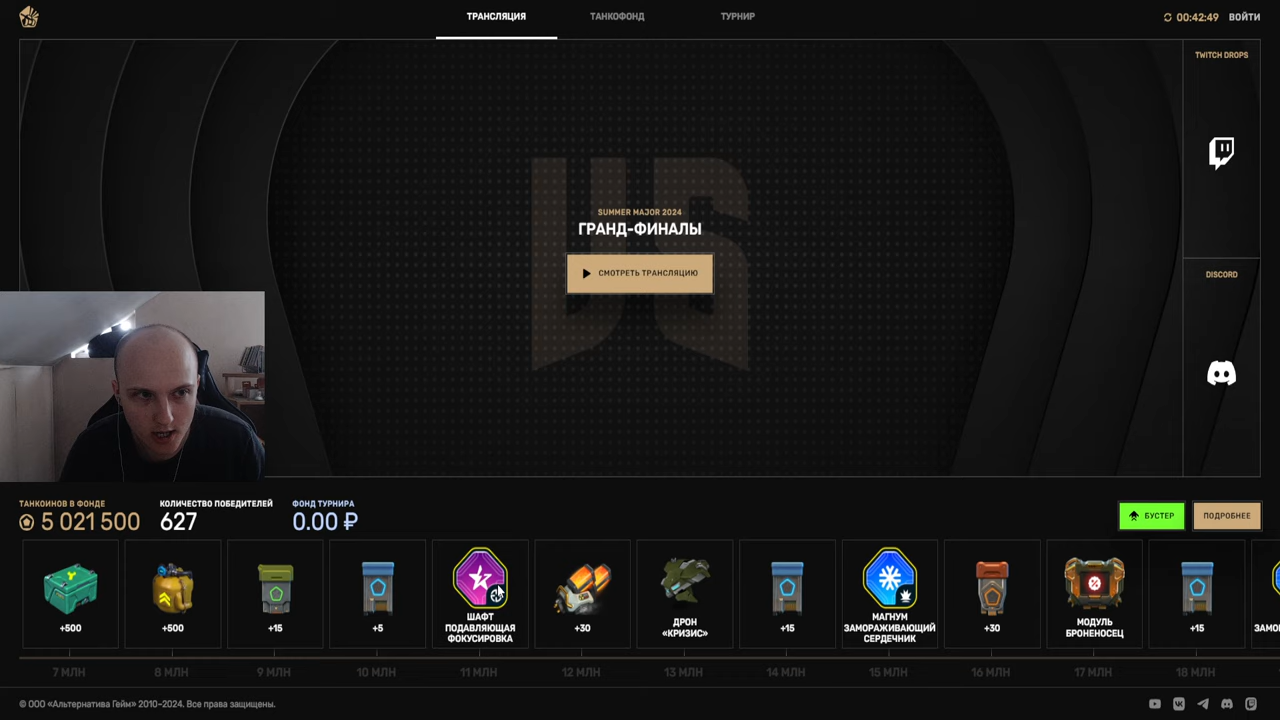 ТРАНСЛЯЦИЯ ТАНКОФОНД ТУРНИР 00:42:49 ВОЙТИ
TWITCH DROPS
SUMMER MAJOR 2024
ГРАНД-ФИНАЛЫ
СМОТРЕТЬ ТРАНСЛЯЦИЮ
DISCORD
ТАНКОИНОВ В ФОНДЕ КОЛИЧЕСТВО ПОБЕДИТЕЛЕЙ ФОНД ТУРНИРА
5 021 500 627 0.00 ₽ БУСТЕР ПОДРОБНЕЕ
+500 +500 +15 +5
ШАФТ
ПОДАВЛЯЮЩАЯ
ФОКУСИРОВКА
+30
ДРОН
«КРИЗИС»
+15
МАГНУМ
ЗАМОРАЖИВАЮЩИЙ
СЕРДЕЧНИК
+30
МОДУЛЬ
БРОНЕНОСЕЦ
+15
7 МЛН 8 МЛН 9 МЛН 10 МЛН 11 МЛН 12 МЛН 13 МЛН 14 МЛН 15 МЛН 16 МЛН 17 МЛН 18 МЛН
© ООО «Альтернатива Гейм» 2010–2024. Все права защищены.